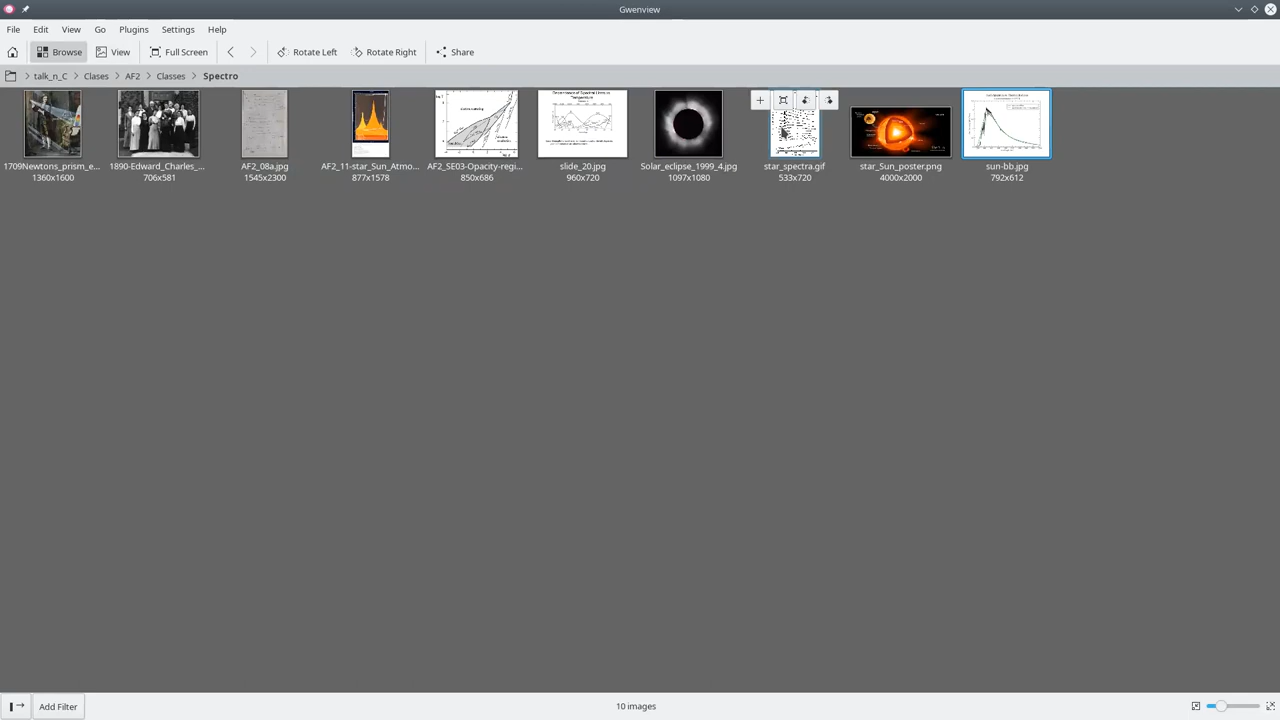 Gwenview
File Edit View Go Plugins Settings Help
Browse View Full Screen Rotate Left Rotate Right Share
talk_n_C Clases AF2 Classes Spectro
1709Newtons_prism_e... 1890-Edward_Charles_... AF2_08a.jpg AF2_11-star_Sun_Atmo... AF2_SE03-Opacity-regi... slide_20.jpg Solar_eclipse_1999_4.jpg star_spectra.gif star_Sun_poster.png sun-bb.jpg
1360x1600 706x581 1545x2300 877x1578 850x686 960x720 1097x1080 533x720 4000x2000 792x612
Add Filter 10 images